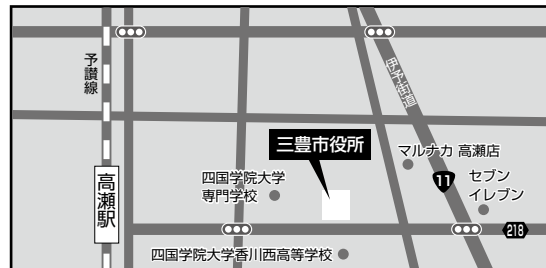 予讃線
伊予街道
三豊市役所
マルナカ 高瀬店
11
セブン
イレブン
四国学院大学
専門学校
高瀬駅
218
四国学院大学香川西高等学校